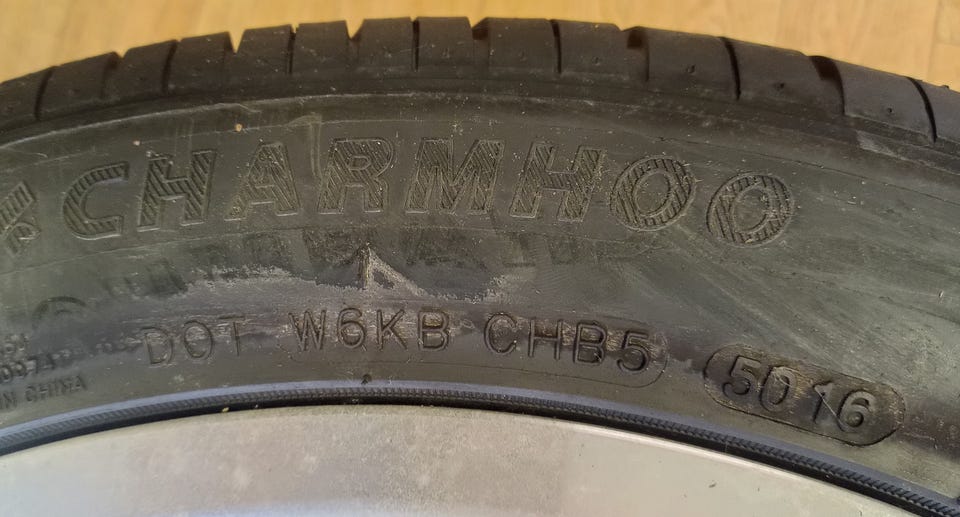 CHARMHOO
DOT W6KB CHB5 5016
IN CHINA